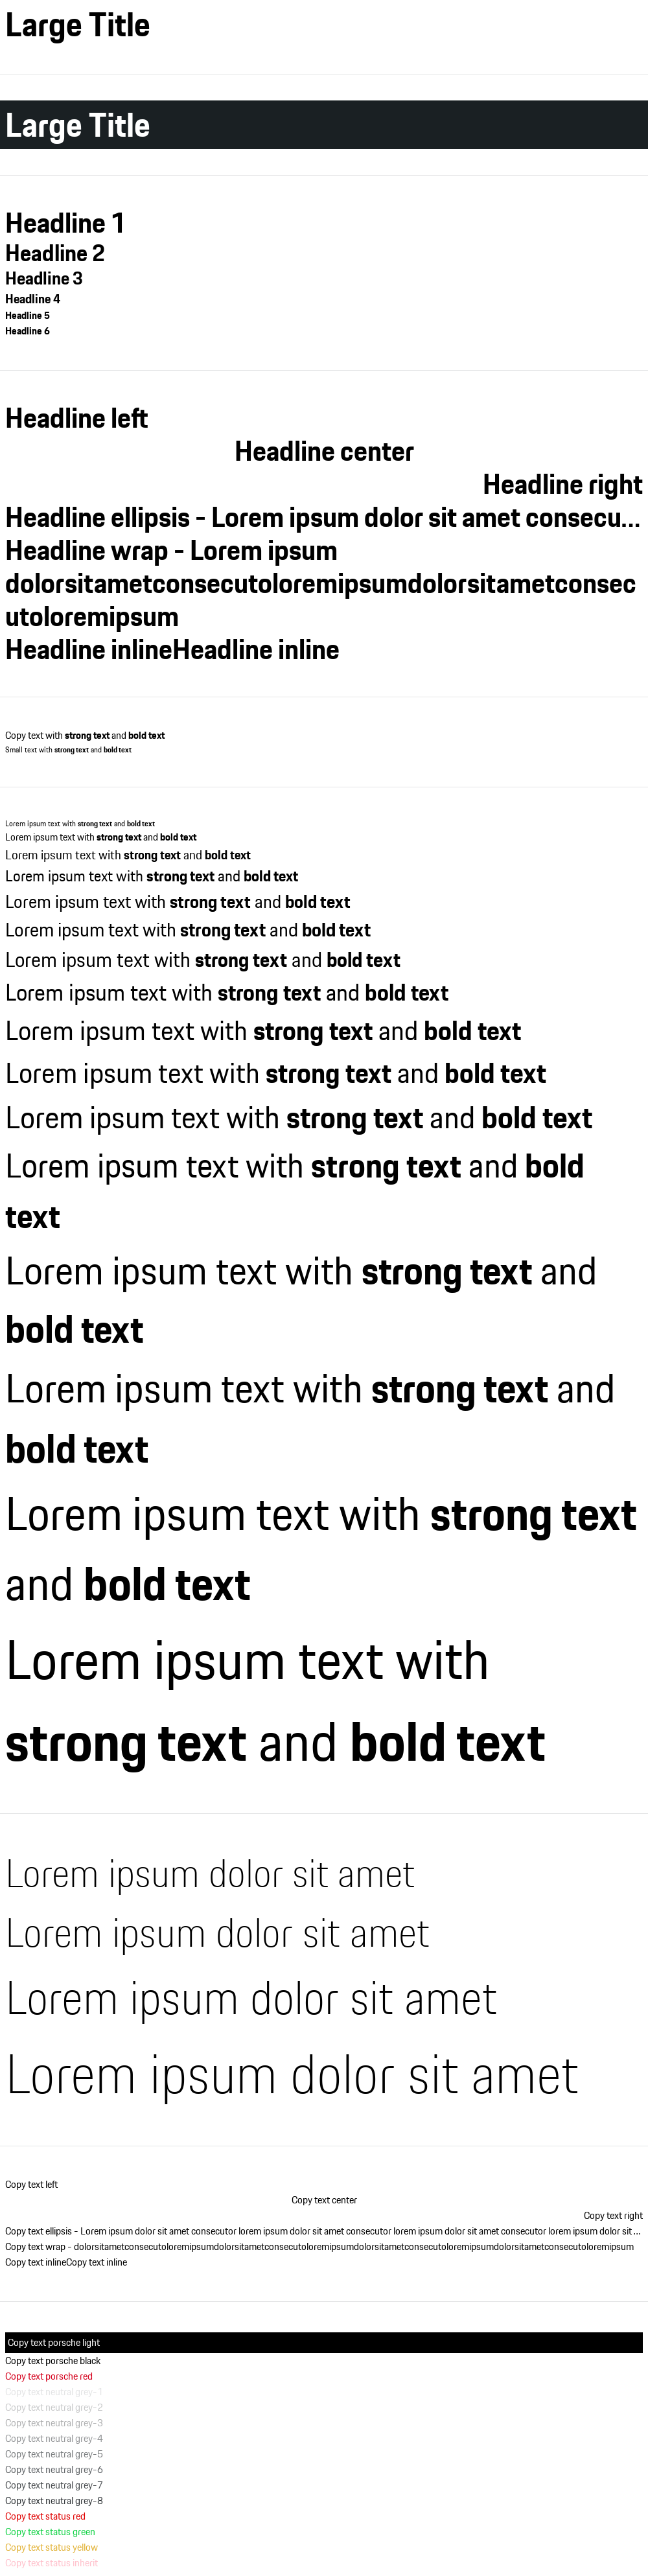 Large Title
Large Title
Headline 1
Headline 2
Headline 3
Headline 4
Headline 5
Headline 6
Headline left
Headline center
Headline right
Headline ellipsis - Lorem ipsum dolor sit amet consecu...
Headline wrap - Lorem ipsum
dolorsitametconsecutoloremipsumdolorsitametconsec
utoloremipsum
Headline inlineHeadline inline
Copy text with strong text and bold text
Small text with strong text and bold text
Lorem ipsum text with strong text and bold text
Lorem ipsum text with strong text and bold text
Lorem ipsum text with strong text and bold text
Lorem ipsum text with strong text and bold text
Lorem ipsum text with strong text and bold text
Lorem ipsum text with strong text and bold text
Lorem ipsum text with strong text and bold text
Lorem ipsum text with strong text and bold text
Lorem ipsum text with strong text and bold text
Lorem ipsum text with strong text and bold text
Lorem ipsum text with strong text and bold text
Lorem ipsum text with strong text and bold
text
Lorem ipsum text with strong text and
bold text
Lorem ipsum text with strong text and
bold text
Lorem ipsum text with strong text
and bold text
Lorem ipsum text with
strong text and bold text
Lorem ipsum dolor sit amet
Lorem ipsum dolor sit amet
Lorem ipsum dolor sit amet
Lorem ipsum dolor sit amet
Copy text left
Copy text center
Copy text right
Copy text ellipsis - Lorem ipsum dolor sit amet consecutor lorem ipsum dolor sit amet consecutor lorem ipsum dolor sit amet consecutor lorem ipsum dolor sit ...
Copy text wrap - dolorsitametconsecutoloremipsumdolorsitametconsecutoloremipsumdolorsitametconsecutoloremipsumdolorsitametconsecutoloremipsum
Copy text inlineCopy text inline
Copy text porsche light
Copy text porsche black
Copy text porsche red
Copy text neutral grey-1
Copy text neutral grey-2
Copy text neutral grey-3
Copy text neutral grey-4
Copy text neutral grey-5
Copy text neutral grey-6
Copy text neutral grey-7
Copy text neutral grey-8
Copy text status red
Copy text status green
Copy text status yellow
Copy text status inherit